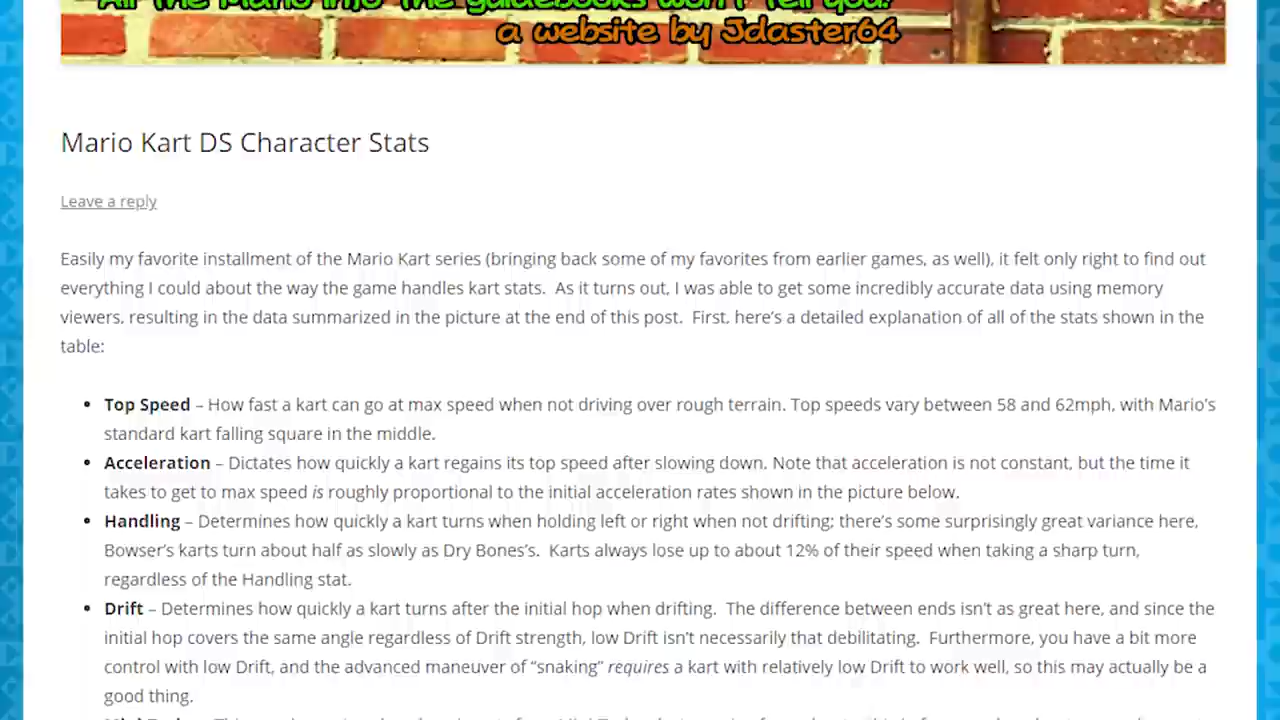 All the Mario info the guidebooks won't tell you!
a website by Jdaster64
Mario Kart DS Character Stats
Leave a reply
Easily my favorite installment of the Mario Kart series (bringing back some of my favorites from earlier games, as well), it felt only right to find out
everything I could about the way the game handles kart stats.  As it turns out, I was able to get some incredibly accurate data using memory
viewers, resulting in the data summarized in the picture at the end of this post.  First, here's a detailed explanation of all of the stats shown in the
table:
• Top Speed – How fast a kart can go at max speed when not driving over rough terrain. Top speeds vary between 58 and 62mph, with Mario's
standard kart falling square in the middle.
• Acceleration – Dictates how quickly a kart regains its top speed after slowing down. Note that acceleration is not constant, but the time it
takes to get to max speed is roughly proportional to the initial acceleration rates shown in the picture below.
• Handling – Determines how quickly a kart turns when holding left or right when not drifting; there's some surprisingly great variance here,
Bowser's karts turn about half as slowly as Dry Bones's.  Karts always lose up to about 12% of their speed when taking a sharp turn,
regardless of the Handling stat.
• Drift – Determines how quickly a kart turns after the initial hop when drifting.  The difference between ends isn't as great here, and since the
initial hop covers the same angle regardless of Drift strength, low Drift isn't necessarily that debilitating.  Furthermore, you have a bit more
control with low Drift, and the advanced maneuver of "snaking" requires a kart with relatively low Drift to work well, so this may actually be a
good thing.